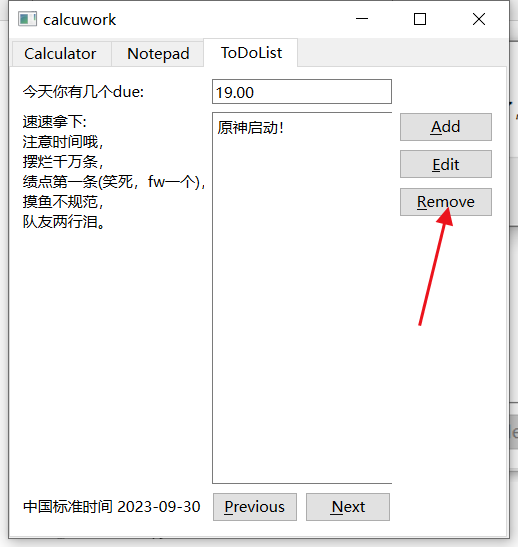 calcuwork
Calculator
Notepad
ToDoList
今天你有几个due:
19.00
速速拿下:
注意时间哦，
摆烂千万条，
绩点第一条(笑死，fw一个)，
摸鱼不规范，
队友两行泪。
原神启动！
Add
Edit
Remove
中国标准时间 2023-09-30
Previous
Next